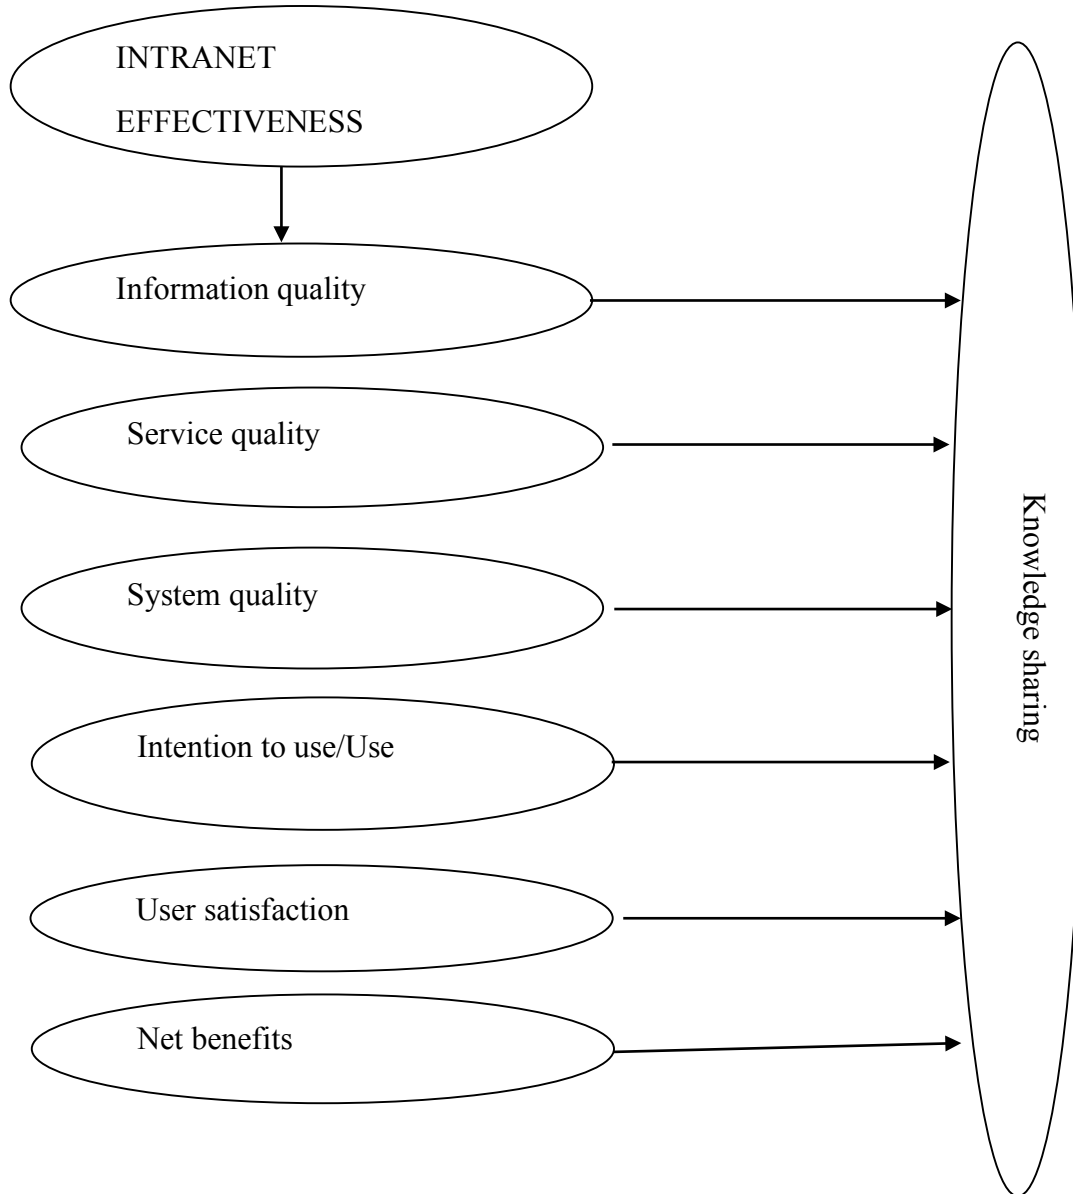 INTRANET
EFFECTIVENESS
Information quality
Service quality
System quality
Intention to use/Use
User satisfaction
Net benefits
Knowledge sharing